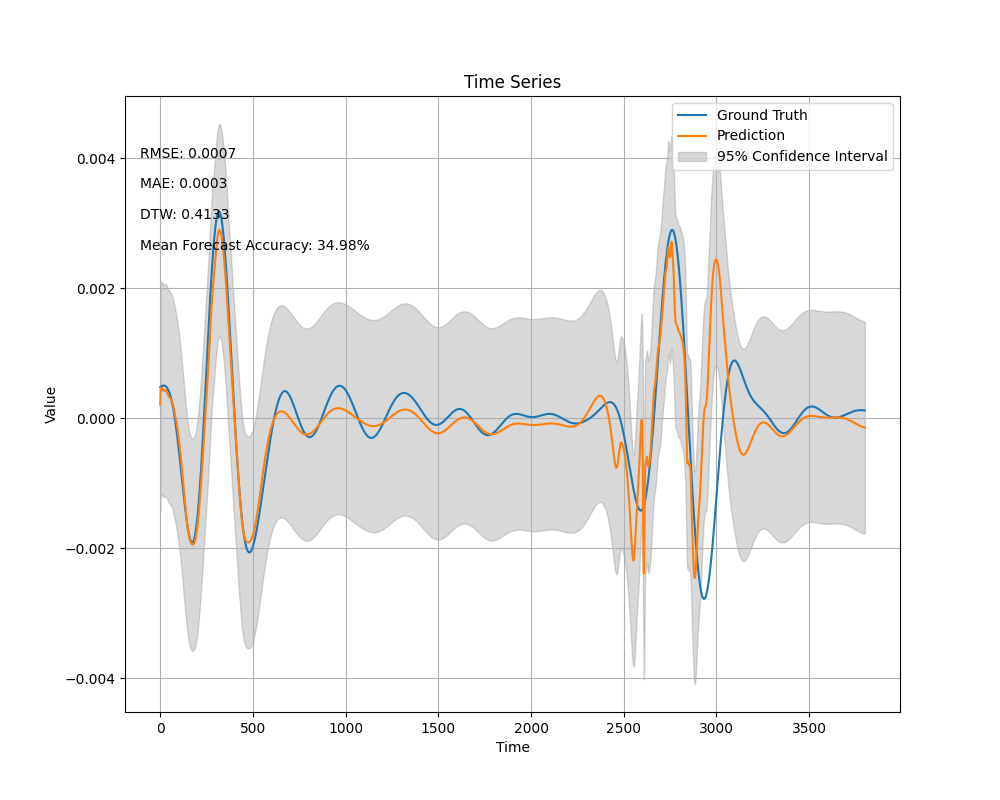 Time Series
Ground Truth
Prediction
95% Confidence Interval
RMSE: 0.0007
MAE: 0.0003
DTW: 0.4133
Mean Forecast Accuracy: 34.98%
0.004
0.002
0.000
−0.002
−0.004
Value
0 500 1000 1500 2000 2500 3000 3500
Time